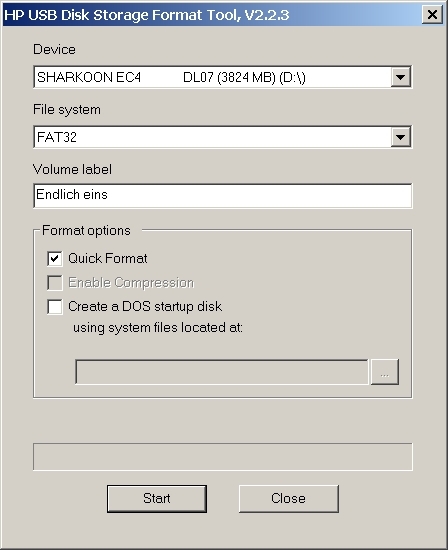 HP USB Disk Storage Format Tool, V2.2.3
Device
SHARKOON EC4 DL07 (3824 MB) (D:\)
File system
FAT32
Volume label
Endlich eins
Format options
Quick Format
Enable Compression
Create a DOS startup disk
using system files located at:
...
Start Close